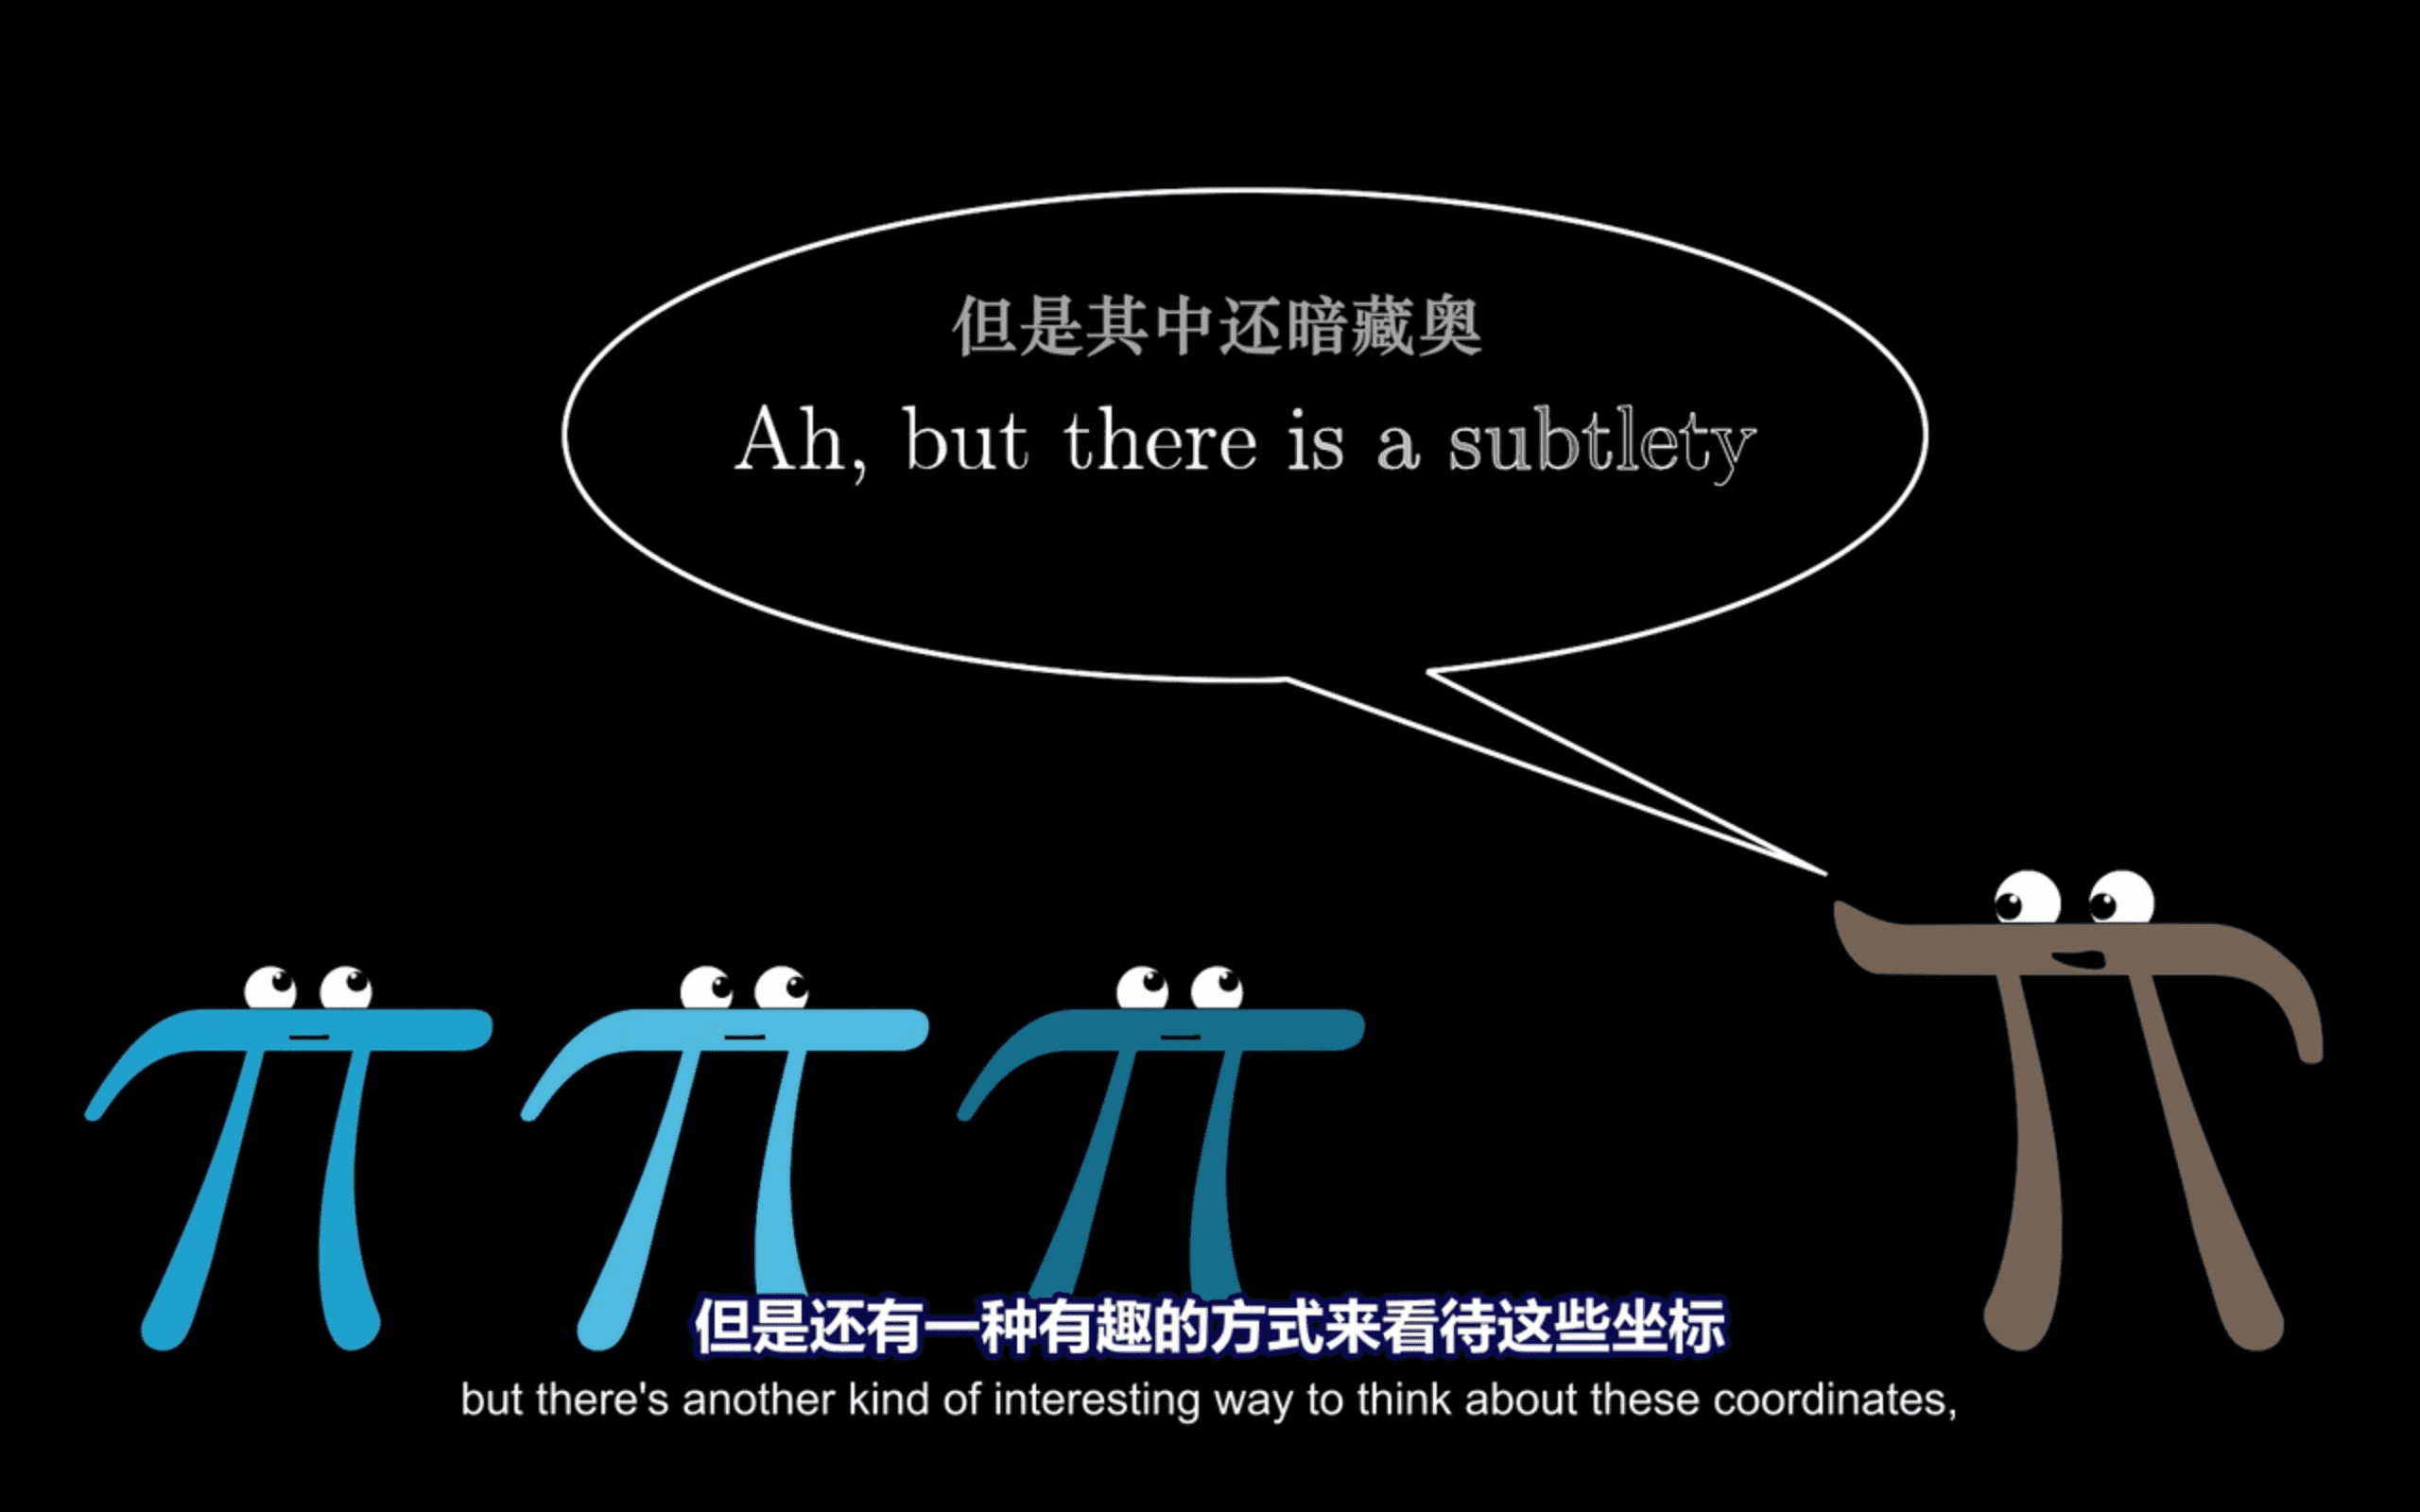 但是其中还暗藏奥
Ah, but there is a subtlety
但是还有一种有趣的方式来看待这些坐标
but there's another kind of interesting way to think about these coordinates,